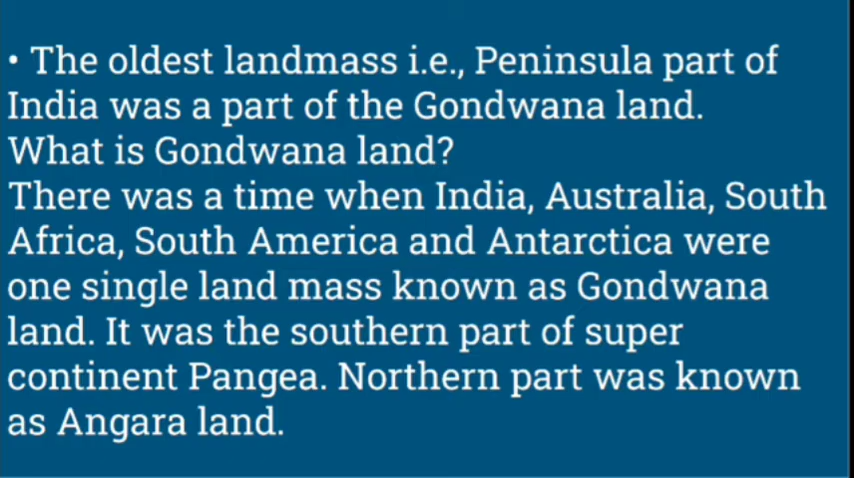 • The oldest landmass i.e., Peninsula part of
India was a part of the Gondwana land.
What is Gondwana land?
There was a time when India, Australia, South
Africa, South America and Antarctica were
one single land mass known as Gondwana
land. It was the southern part of super
continent Pangea. Northern part was known
as Angara land.